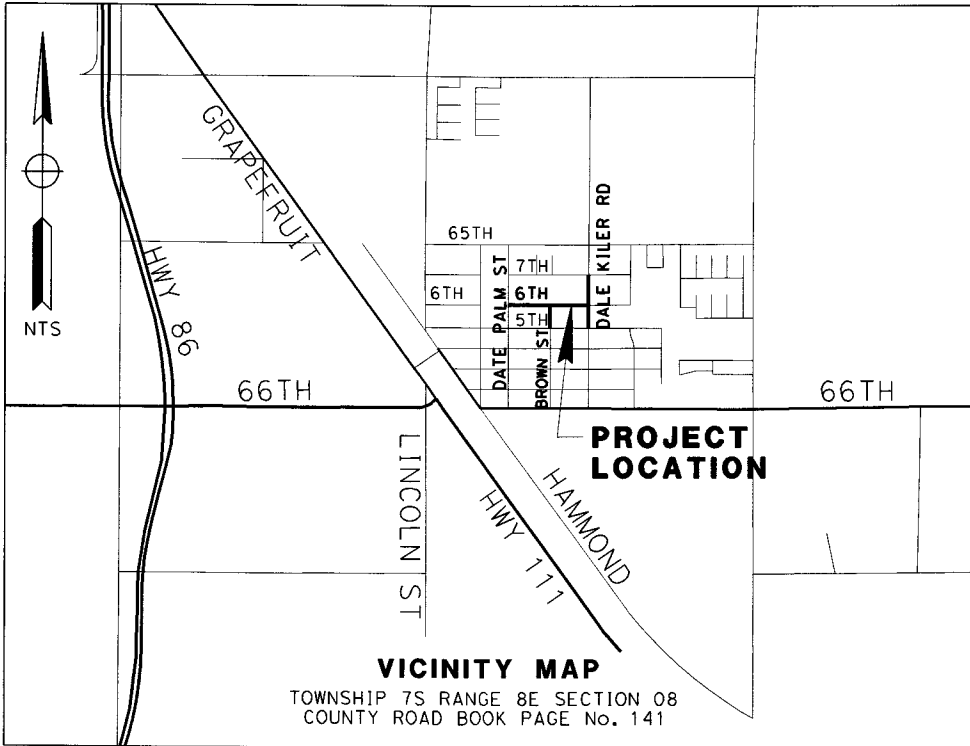 GRAPEFRUIT
DALE KILER RD
65TH
DATE PALM ST
7TH
6TH
6TH
5TH
BROWN ST
NTS
HWY 86
66TH
66TH
PROJECT
LOCATION
LINCOLN ST
HAMMOND
HWY 111
VICINITY MAP
TOWNSHIP 7S RANGE 8E SECTION 08
COUNTY ROAD BOOK PAGE No. 141